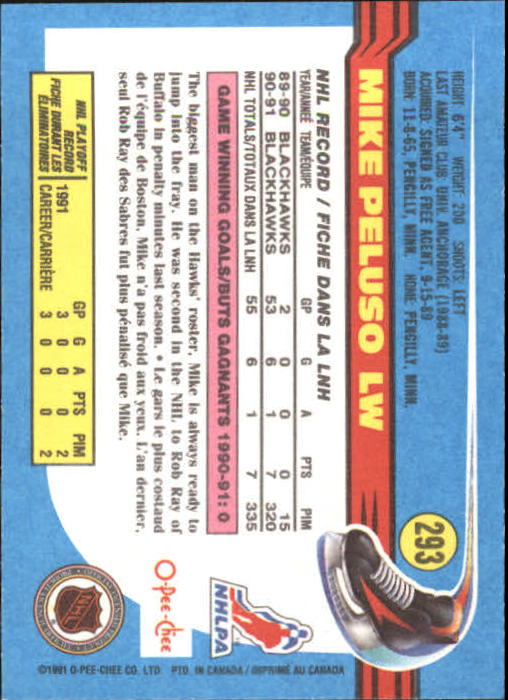 293
MIKE PELUSO LW
HEIGHT: 6'4" WEIGHT: 200 SHOOTS: LEFT
LAST AMATEUR CLUB: UNIV. ANCHORAGE (1988-89)
ACQUIRED: SIGNED AS FREE AGENT, 9-15-89
BORN: 11-8-65, PENGILLY, MINN. HOME: PENGILLY, MINN.
NHL RECORD / FICHE DANS LA LNH
YEAR/ANNÉE TEAM/ÉQUIPE GP G A PTS PIM
89-90 BLACKHAWKS 2 0 0 0 15
90-91 BLACKHAWKS 53 6 1 7 320
NHL TOTALS/TOTAUX DANS LA LNH 55 6 1 7 335
GAME WINNING GOALS/BUTS GAGNANTS 1990-91: 0
The biggest man on the Hawks' roster, Mike is always ready to
jump into the fray. He was second in the NHL to Rob Ray of
Buffalo in penalty minutes last season. • Le gars le plus costaud
de l'équipe de Boston, Mike n'a pas froid aux yeux. L'an dernier,
seul Rob Ray des Sabres fut plus pénalisé que Mike.
NHL PLAYOFF
RECORD
FICHE DURANT LES
ÉLIMINATOIRES
GP G A PTS PIM
1991 3 0 0 0 2
CAREER/CARRIÈRE 3 0 0 0 2
NHLPA
O-Pee-Chee
NHL
©1991 O-PEE-CHEE CO. LTD. PTD. IN CANADA / IMPRIMÉ AU CANADA